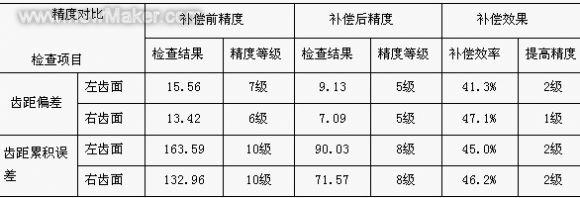 精度对比 补偿前精度 补偿后精度 补偿效果
检查项目 检查结果 精度等级 检查结果 精度等级 补偿效率 提高精度
齿距偏差 左齿面 15.56 7级 9.13 5级 41.3% 2级
右齿面 13.42 6级 7.09 5级 47.1% 1级
齿距累积误差 左齿面 163.59 10级 90.03 8级 45.0% 2级
右齿面 132.96 10级 71.57 8级 46.2% 2级